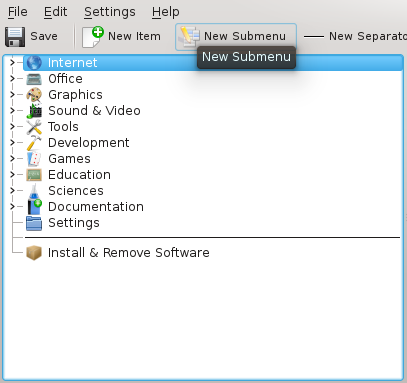 File Edit Settings Help
Save New Item New Submenu New Separato
New Submenu
Internet
Office
Graphics
Sound & Video
Tools
Development
Games
Education
Sciences
Documentation
Settings
Install & Remove Software